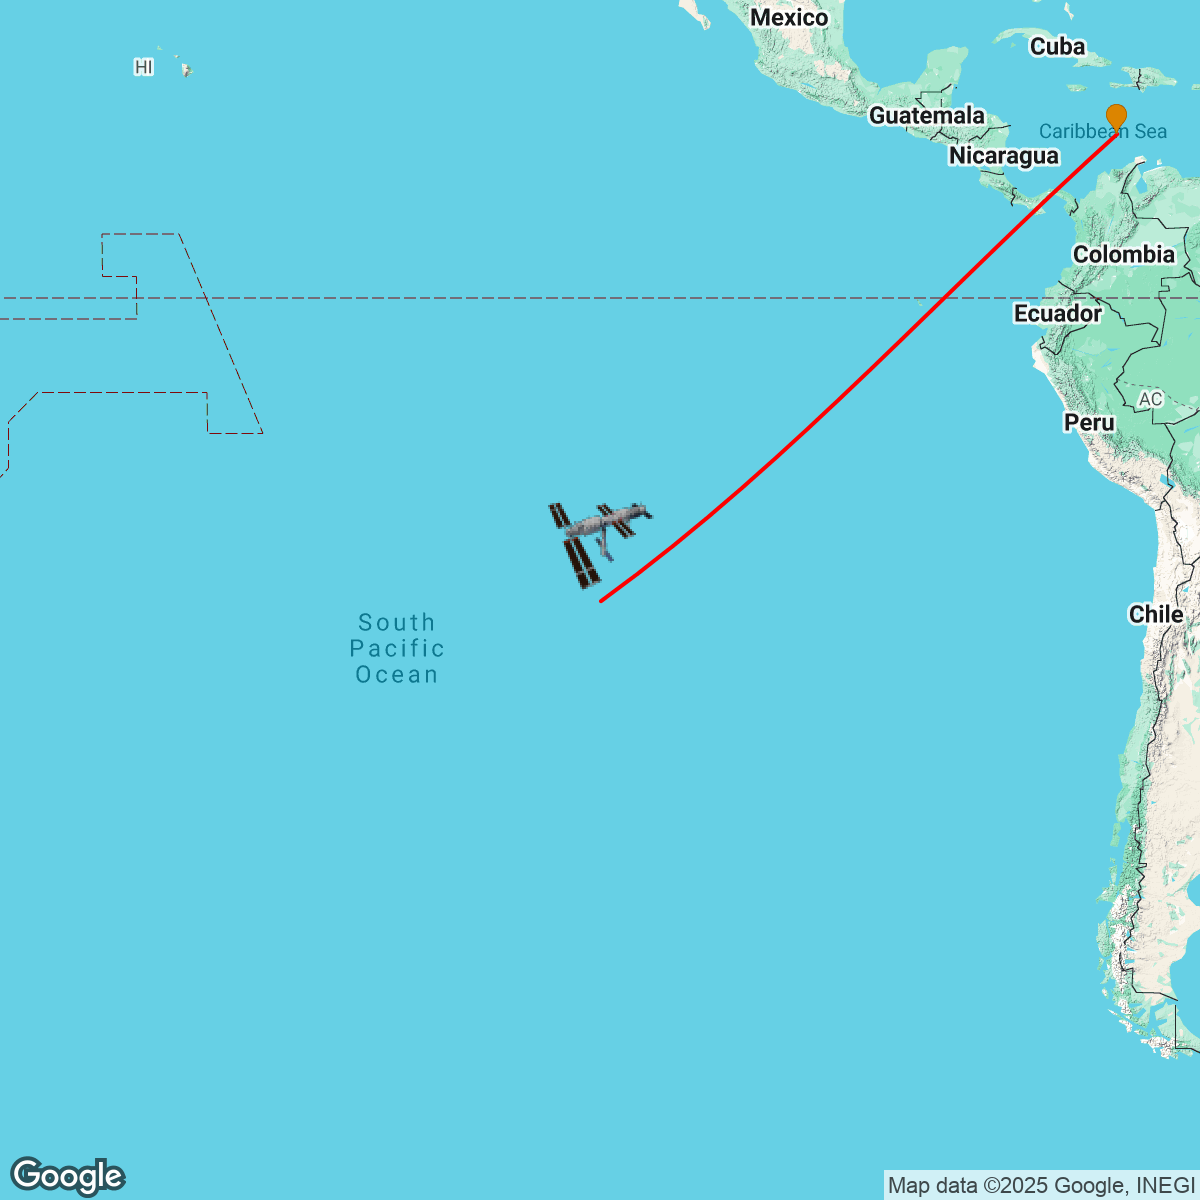 Mexico
Cuba
HI
Guatemala
Caribbean Sea
Nicaragua
Colombia
Ecuador
AC
Peru
South
Pacific
Ocean
Chile
Google
Map data ©2025 Google, INEGI